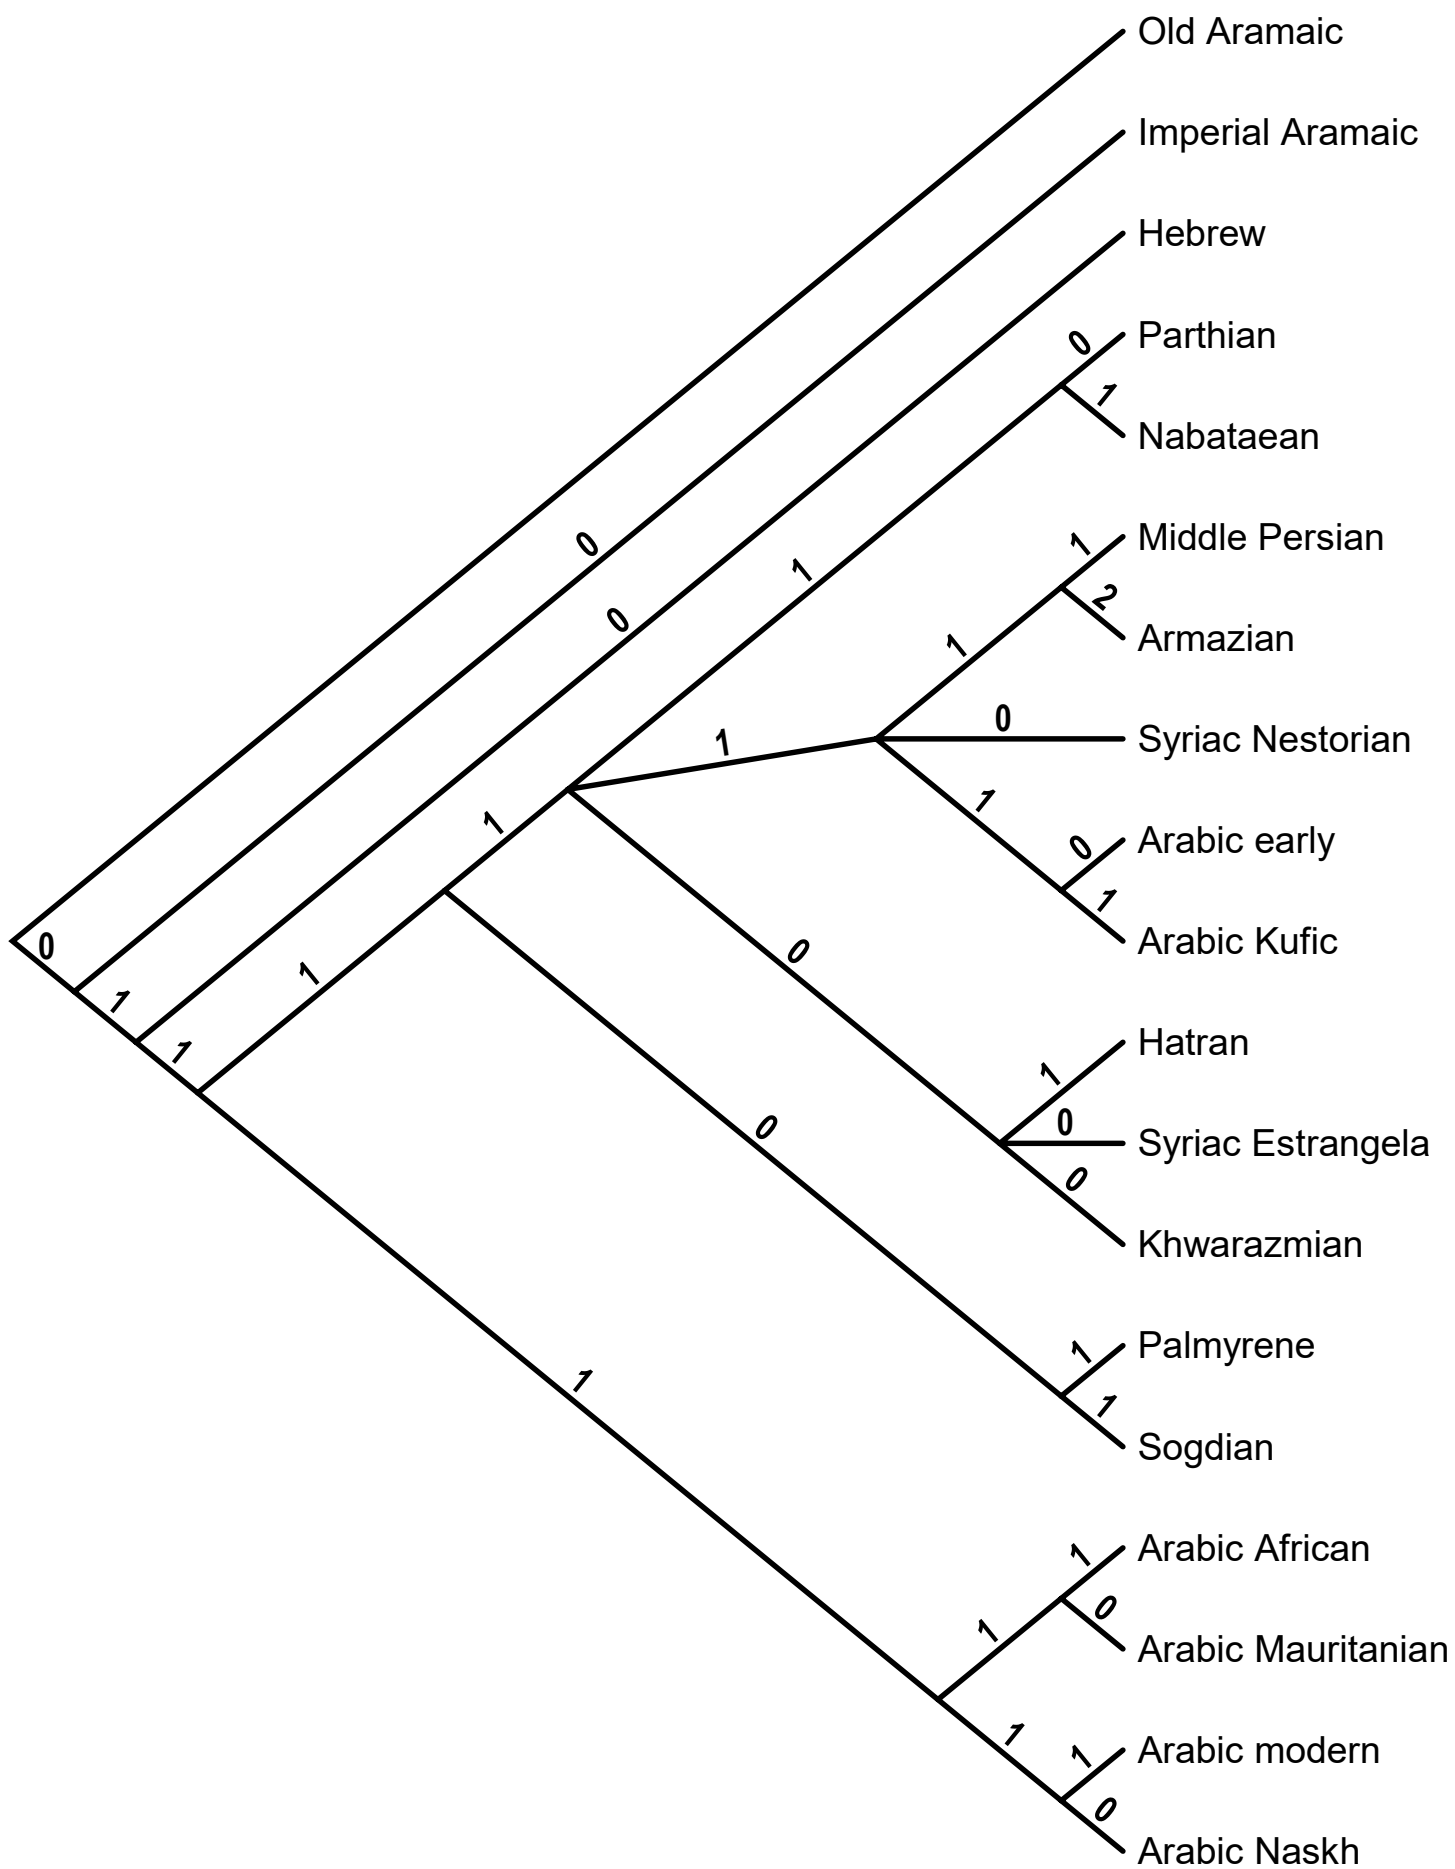 Old Aramaic
Imperial Aramaic
Hebrew
0
Parthian
1
Nabataean
0
1
Middle Persian
1
2
Armazian
0
1
0
Syriac Nestorian
1
1
1
0
Arabic early
1
1
Arabic Kufic
0
0
1
1
Hatran
1
1
0
Syriac Estrangela
0
0
Khwarazmian
1
Palmyrene
1
1
Sogdian
1
Arabic African
1
0
Arabic Mauritanian
1
1
Arabic modern
0
Arabic Naskh